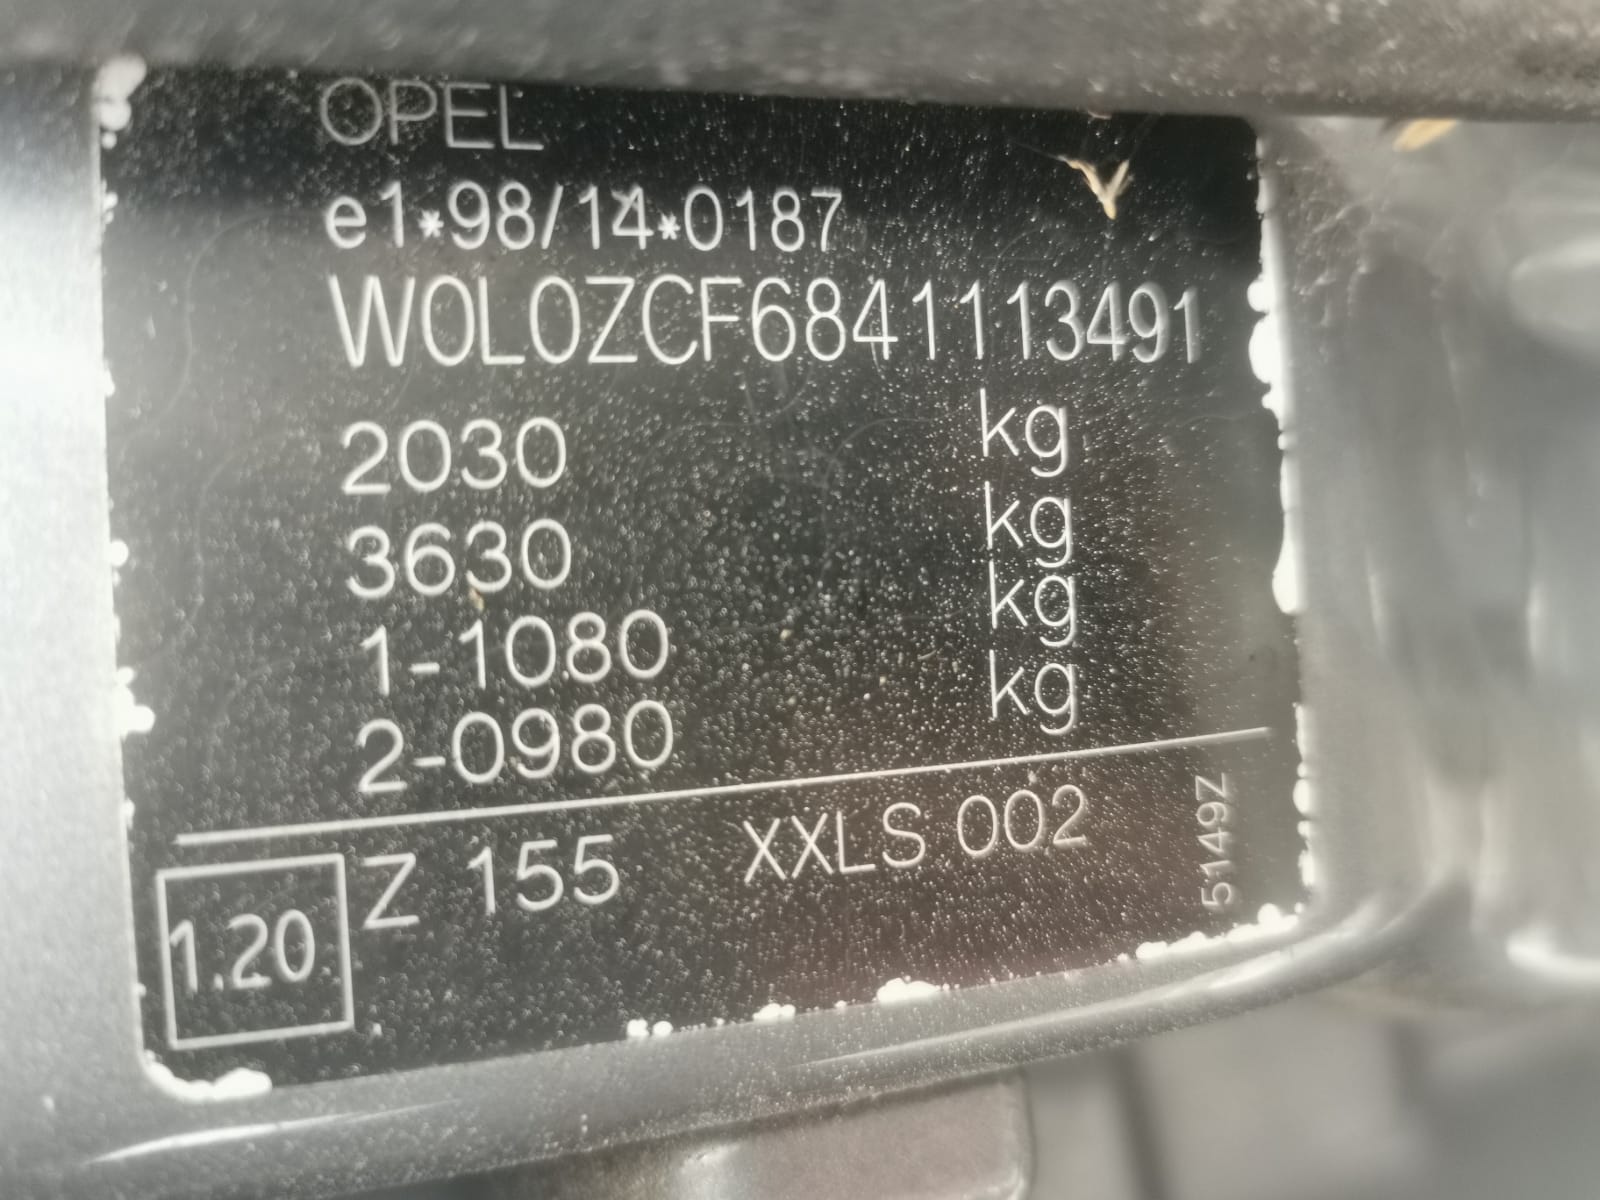 OPEL
e1*98/14*0187
W0L0ZCF6841113491
2030 kg
3630 kg
1-1080 kg
2-0980 kg
1.20 Z 155 XXLS 002
5149Z